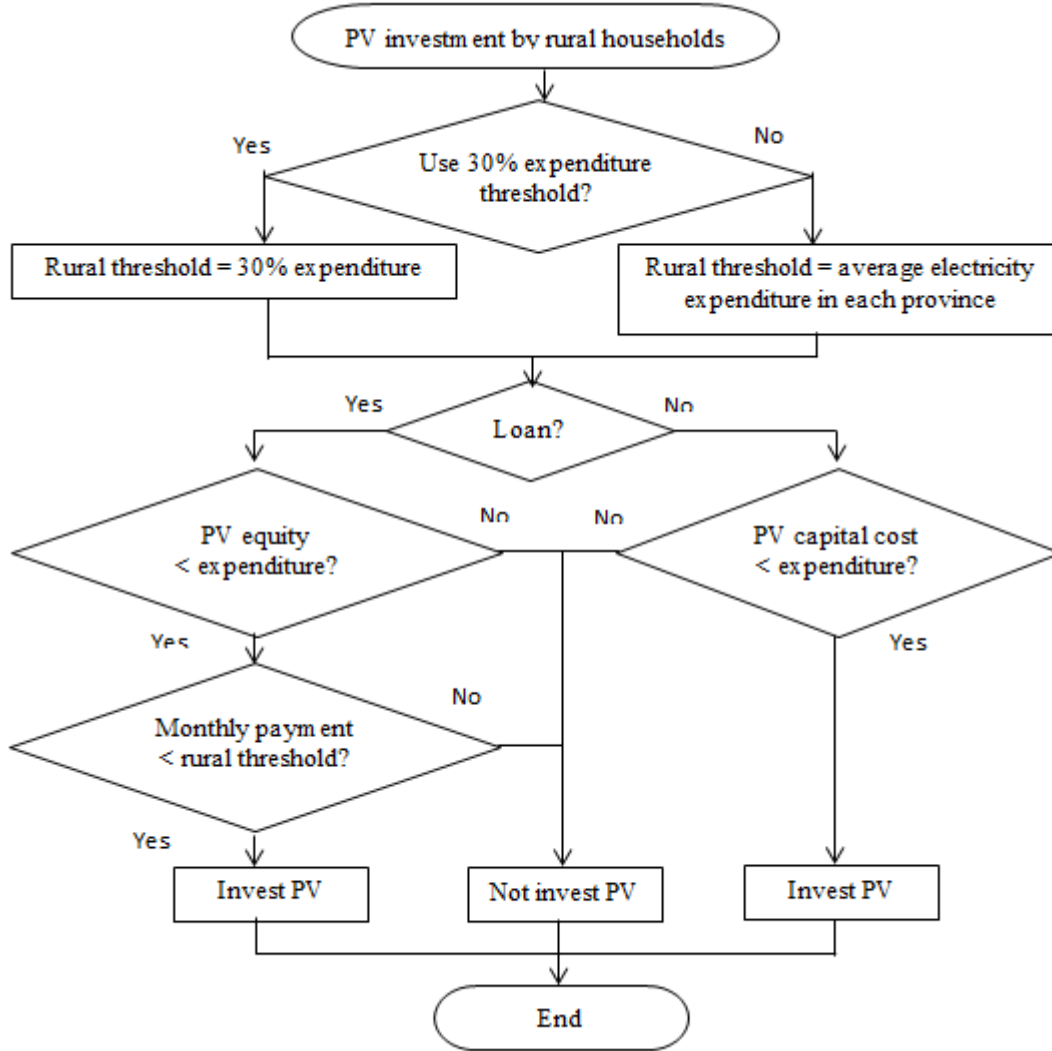 PV investment by rural households
Yes
No
Use 30% expenditure
threshold?
Rural threshold = 30% expenditure
Rural threshold = average electricity
expenditure in each province
Yes
No
Loan?
PV equity
< expenditure?
No
No
PV capital cost
< expenditure?
Yes
Yes
Monthly payment
< rural threshold?
No
Yes
Invest PV
Not invest PV
Invest PV
End